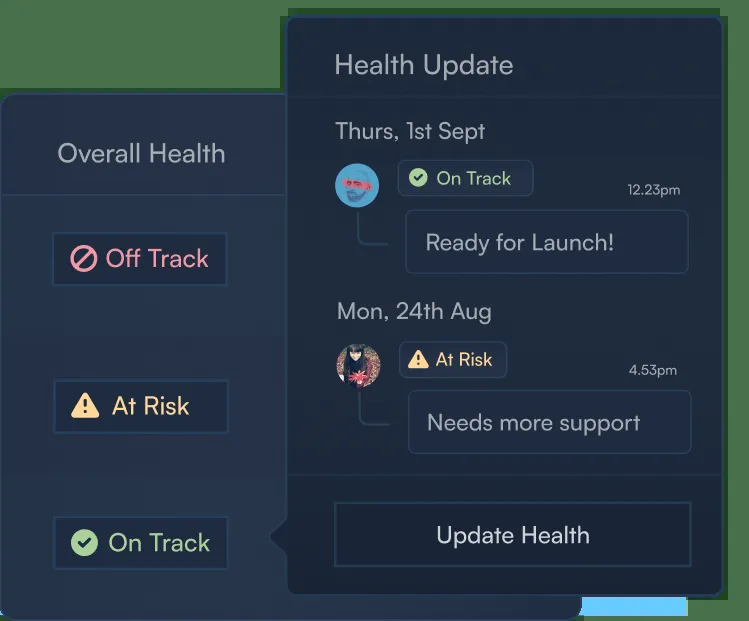 Health Update
Overall Health
Off Track
At Risk
On Track
Thurs, 1st Sept
On Track
12.23pm
Ready for Launch!
Mon, 24th Aug
At Risk
4.53pm
Needs more support
Update Health